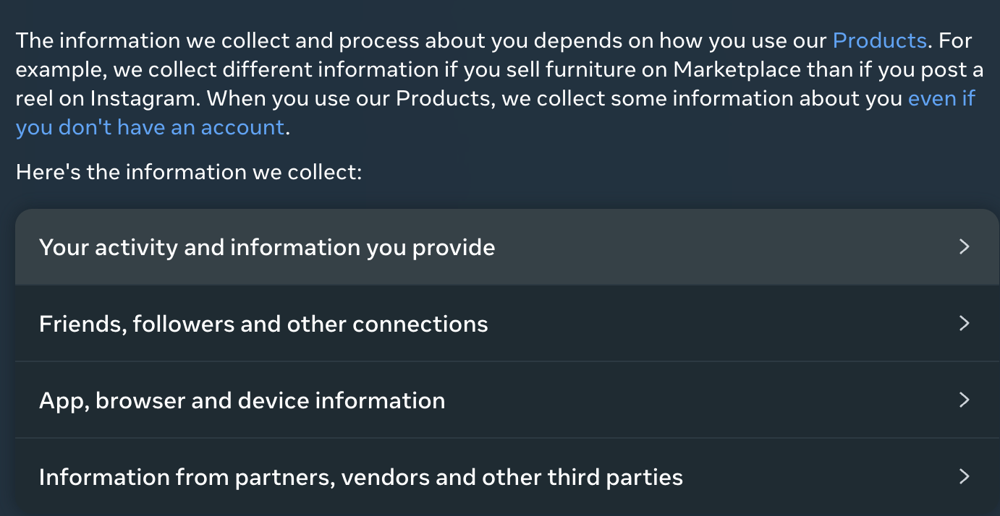 The information we collect and process about you depends on how you use our Products. For
example, we collect different information if you sell furniture on Marketplace than if you post a
reel on Instagram. When you use our Products, we collect some information about you even if
you don't have an account.
Here's the information we collect:
Your activity and information you provide
Friends, followers and other connections
App, browser and device information
Information from partners, vendors and other third parties